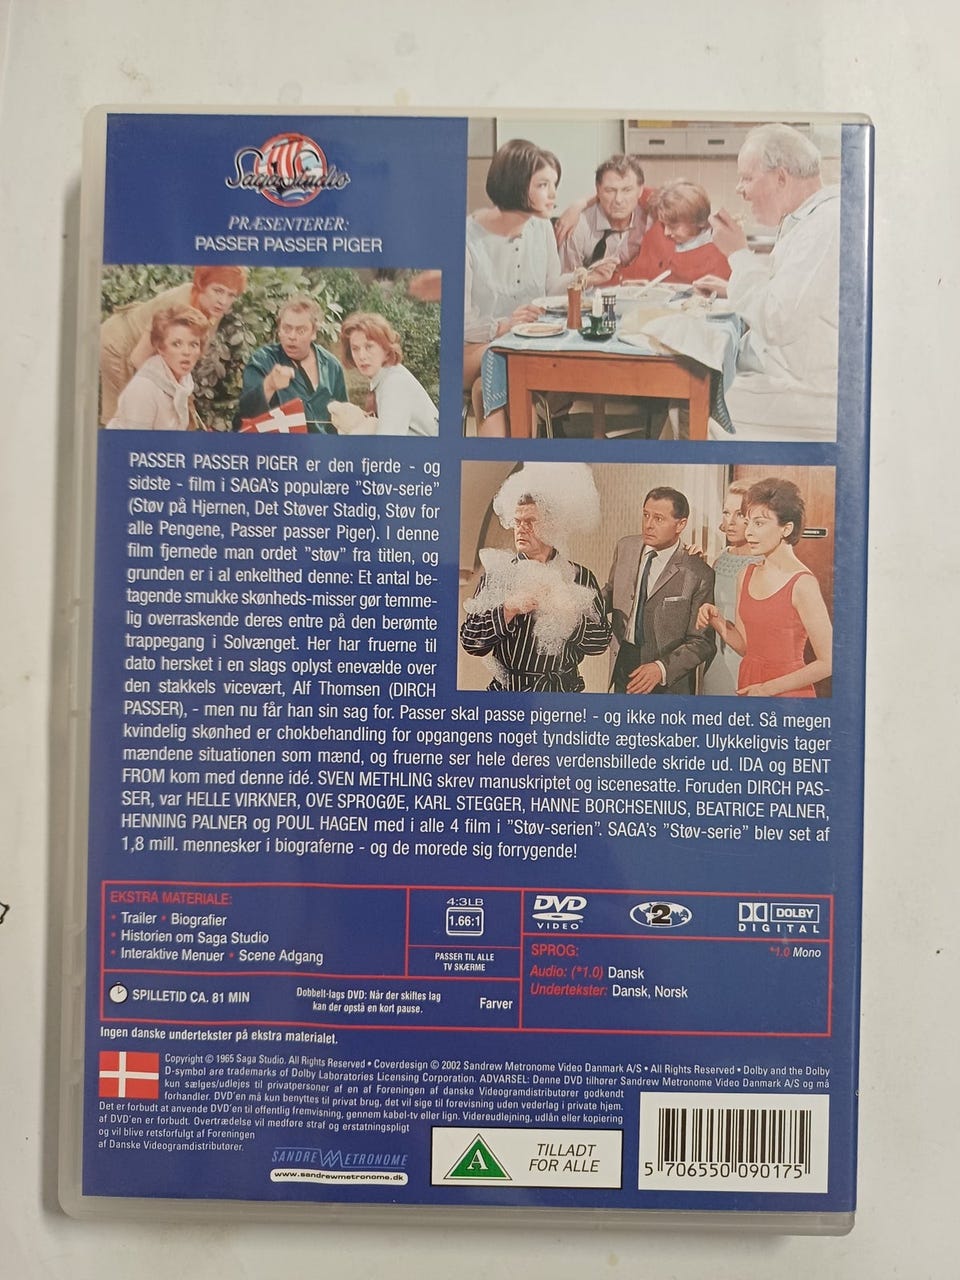 Saga Studio
PRÆSENTERER:
PASSER PASSER PIGER
PASSER PASSER PIGER er den fjerde - og
sidste - film i SAGA's populære "Støv-serie"
(Støv på Hjernen, Det Støver Stadig, Støv for
alle Pengene, Passer passer Piger). I denne
film fjernede man ordet "støv" fra titlen, og
grunden er i al enkelthed denne: Et antal be-
tagende smukke skønheds-misser gør temme-
lig overraskende deres entre på den berømte
trappegang i Solvænget. Her har fruerne til
dato hersket i en slags oplyst enevælde over
den stakkels vicevært, Alf Thomsen (DIRCH
PASSER), - men nu får han sin sag for. Passer skal passe pigerne! - og ikke nok med det. Så megen
kvindelig skønhed er chokbehandling for opgangens noget tyndslidte ægteskaber. Ulykkeligvis tager
mændene situationen som mænd, og fruerne ser hele deres verdensbillede skride ud. IDA og BENT
FROM kom med denne idé. SVEN METHLING skrev manuskriptet og iscenesatte. Foruden DIRCH PAS-
SER, var HELLE VIRKNER, OVE SPROGØE, KARL STEGGER, HANNE BORCHSENIUS, BEATRICE PALNER,
HENNING PALNER og POUL HAGEN med i alle 4 film i "Støv-serien". SAGA's "Støv-serie" blev set af
1,8 mill. mennesker i biograferne - og de morede sig forrygende!
EKSTRA MATERIALE:
• Trailer • Biografier
• Historien om Saga Studio
• Interaktive Menuer • Scene Adgang
4:3LB
1.66:1
PASSER TIL ALLE
TV SKÆRME
DVD
VIDEO
2
DOLBY
DIGITAL
SPROG:
*1.0 Mono
Audio: (*1.0) Dansk
Undertekster: Dansk, Norsk
SPILLETID CA. 81 MIN
Dobbelt-lags DVD: Når der skiftes lag
kan der opstå en kort pause.
Farver
Ingen danske undertekster på ekstra materialet.
Copyright © 1965 Saga Studio. All Rights Reserved • Coverdesign © 2002 Sandrew Metronome Video Danmark A/S • All Rights Reserved • Dolby and the Dolby
D-symbol are trademarks of Dolby Laboratories Licensing Corporation. ADVARSEL: Denne DVD tilhører Sandrew Metronome Video Danmark A/S og må
kun sælges/udlejes til privatpersoner af en af Foreningen af danske Videogramdistributører godkendt
forhandler. DVD'en må kun benyttes til privat brug, det vil sige til forevisning uden vederlag i private hjem.
Det er forbudt at anvende DVD'en til offentlig fremvisning, gennem kabel-tv eller lign. Videreudlejning, udlån eller kopiering
af DVD'en er forbudt. Overtrædelse vil medføre straf og erstatningspligt
og vil blive retsforfulgt af Foreningen
af Danske Videogramdistributører.
SANDREW METRONOME
www.sandrewmetronome.dk
A
TILLADT
FOR ALLE
5 706550 090175